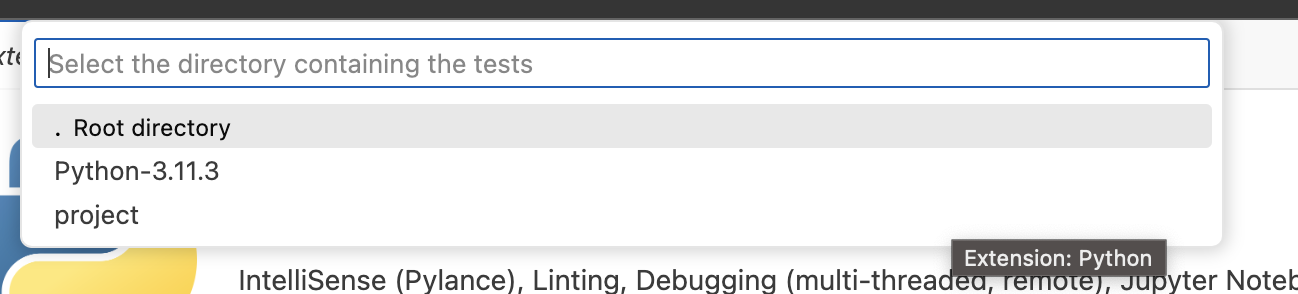 Select the directory containing the tests
. Root directory
Python-3.11.3
project
Extension: Python
IntelliSense (Pylance), Linting, Debugging (multi-threaded, remote), Jupyter Noteb